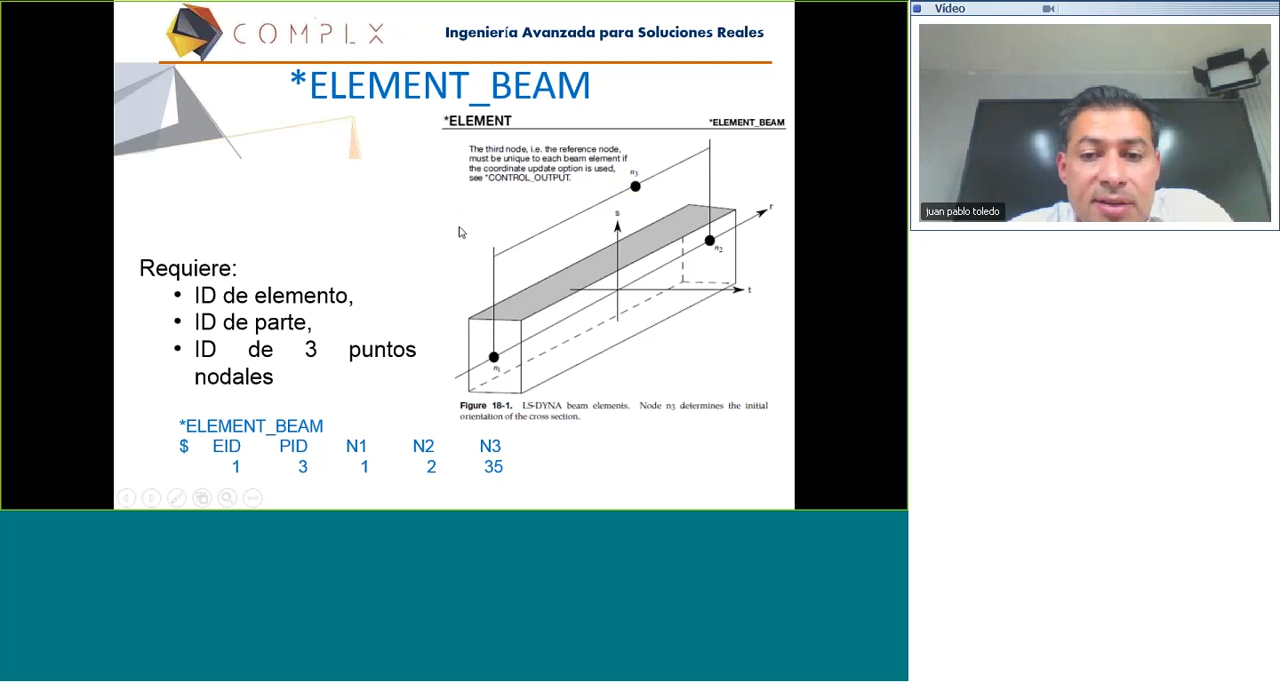 COMPLX
Ingeniería Avanzada para Soluciones Reales
*ELEMENT_BEAM
*ELEMENT
*ELEMENT_BEAM
The third node, i.e. the reference node,
must be unique to each beam element if
the coordinate update option is used,
see *CONTROL_OUTPUT.
n3
s
r
n2
t
n1
Figure 18-1. LS-DYNA beam elements. Node n3 determines the initial
orientation of the cross section.
Requiere:
• ID de elemento,
• ID de parte,
• ID de 3 puntos
nodales
*ELEMENT_BEAM
$ EID PID N1 N2 N3
1 3 1 2 35
Vídeo
juan pablo toledo